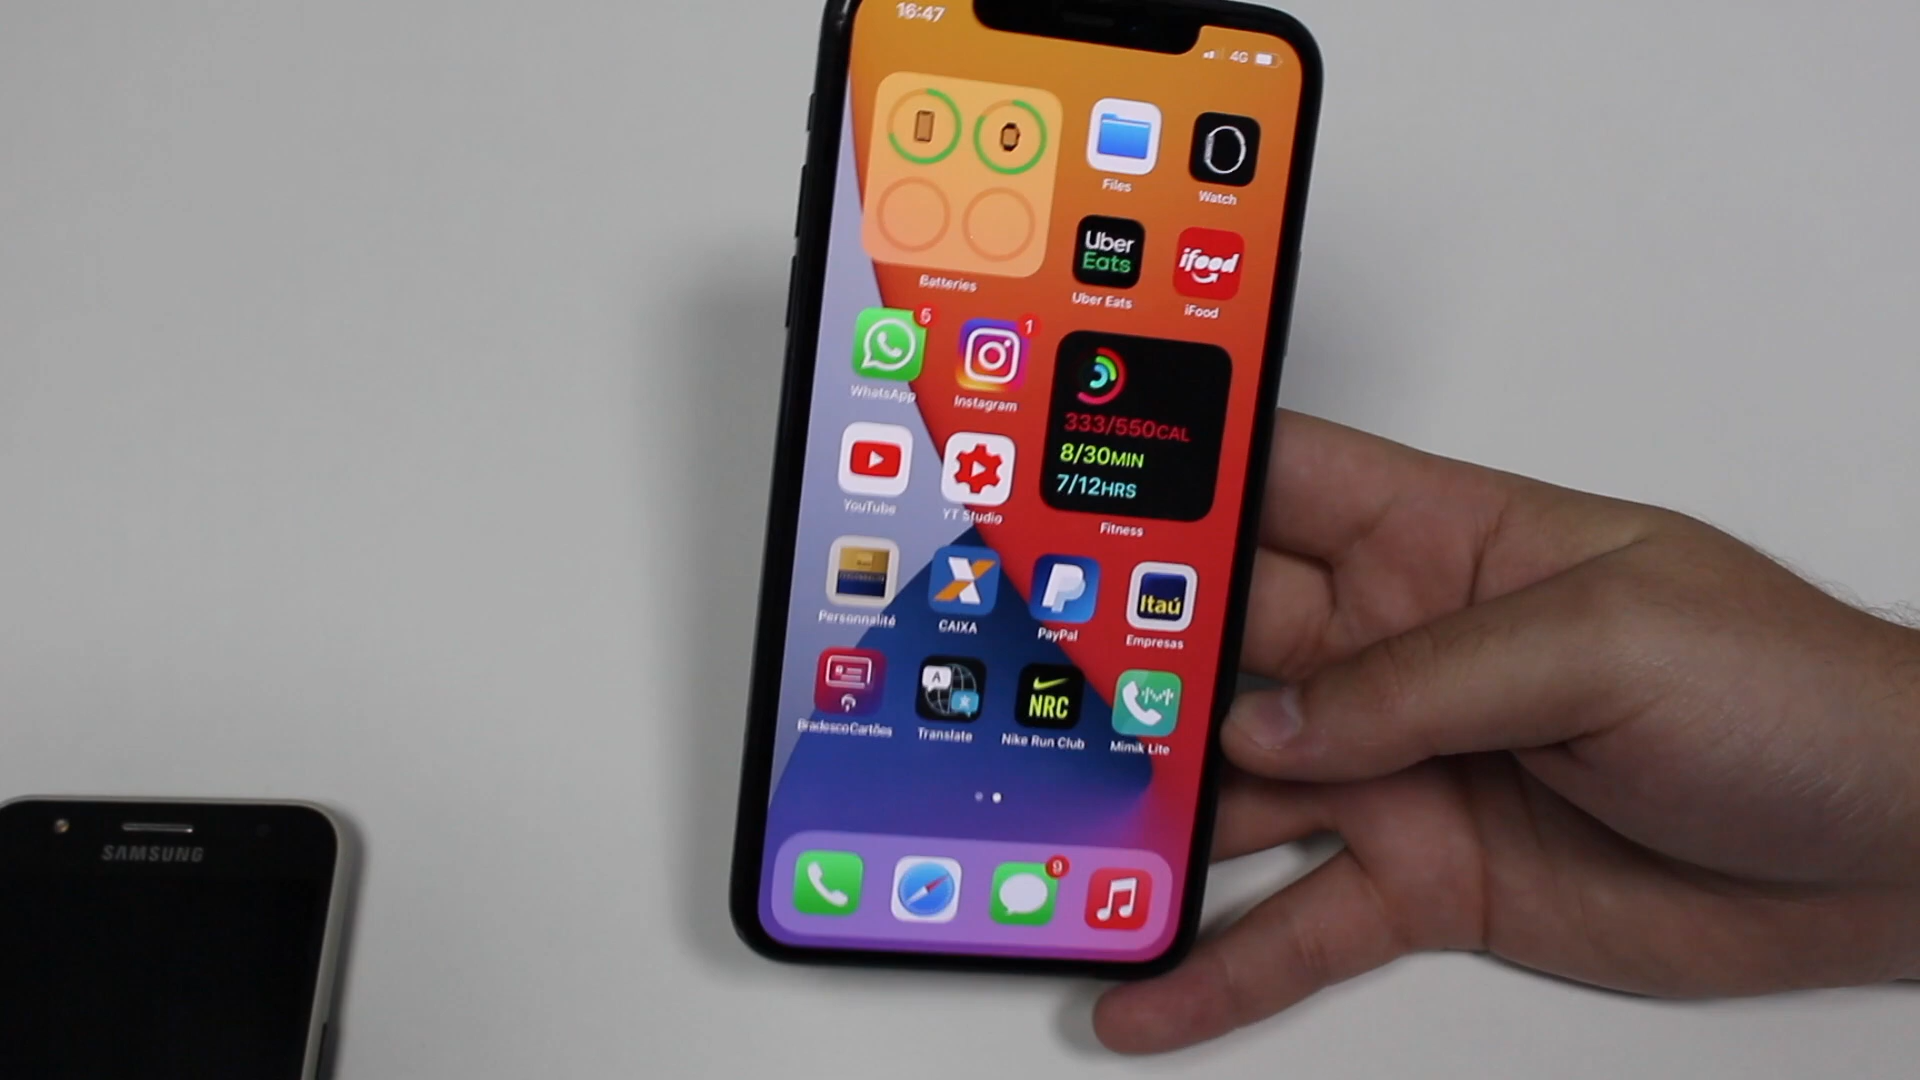 16:47
4G
Batteries
Files
Watch
Uber
Eats
Uber Eats
ifood
iFood
5
WhatsApp
1
Instagram
333/550CAL
8/30MIN
7/12HRS
Fitness
YouTube
YT Studio
Personnalité
CAIXA
PayPal
Itaú
Empresas
BradescoCartões
A
Translate
NRC
Nike Run Club
Mimik Lite
9
SAMSUNG